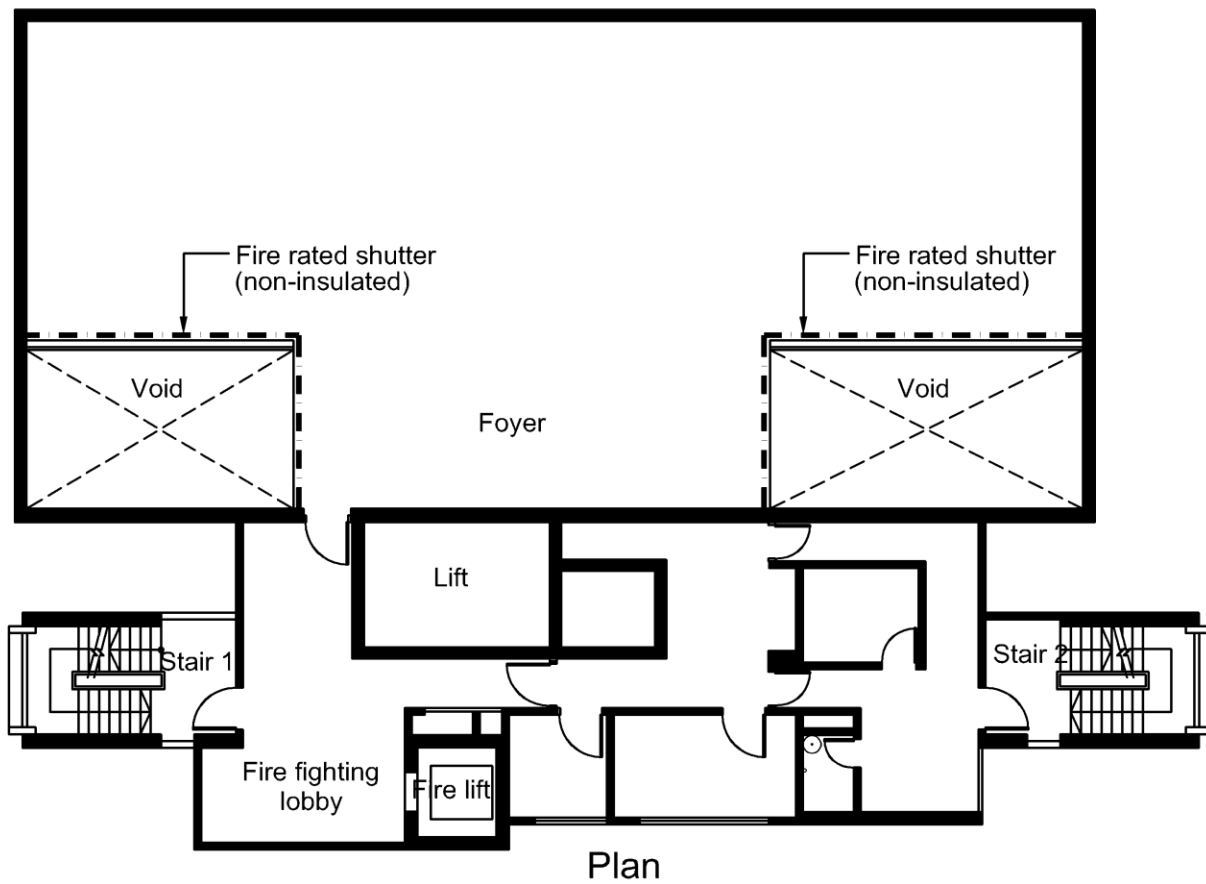 Fire rated shutter
(non-insulated)
Fire rated shutter
(non-insulated)
Void
Void
Foyer
Lift
Stair 1
Stair 2
Fire fighting
lobby
Fire lift
Plan